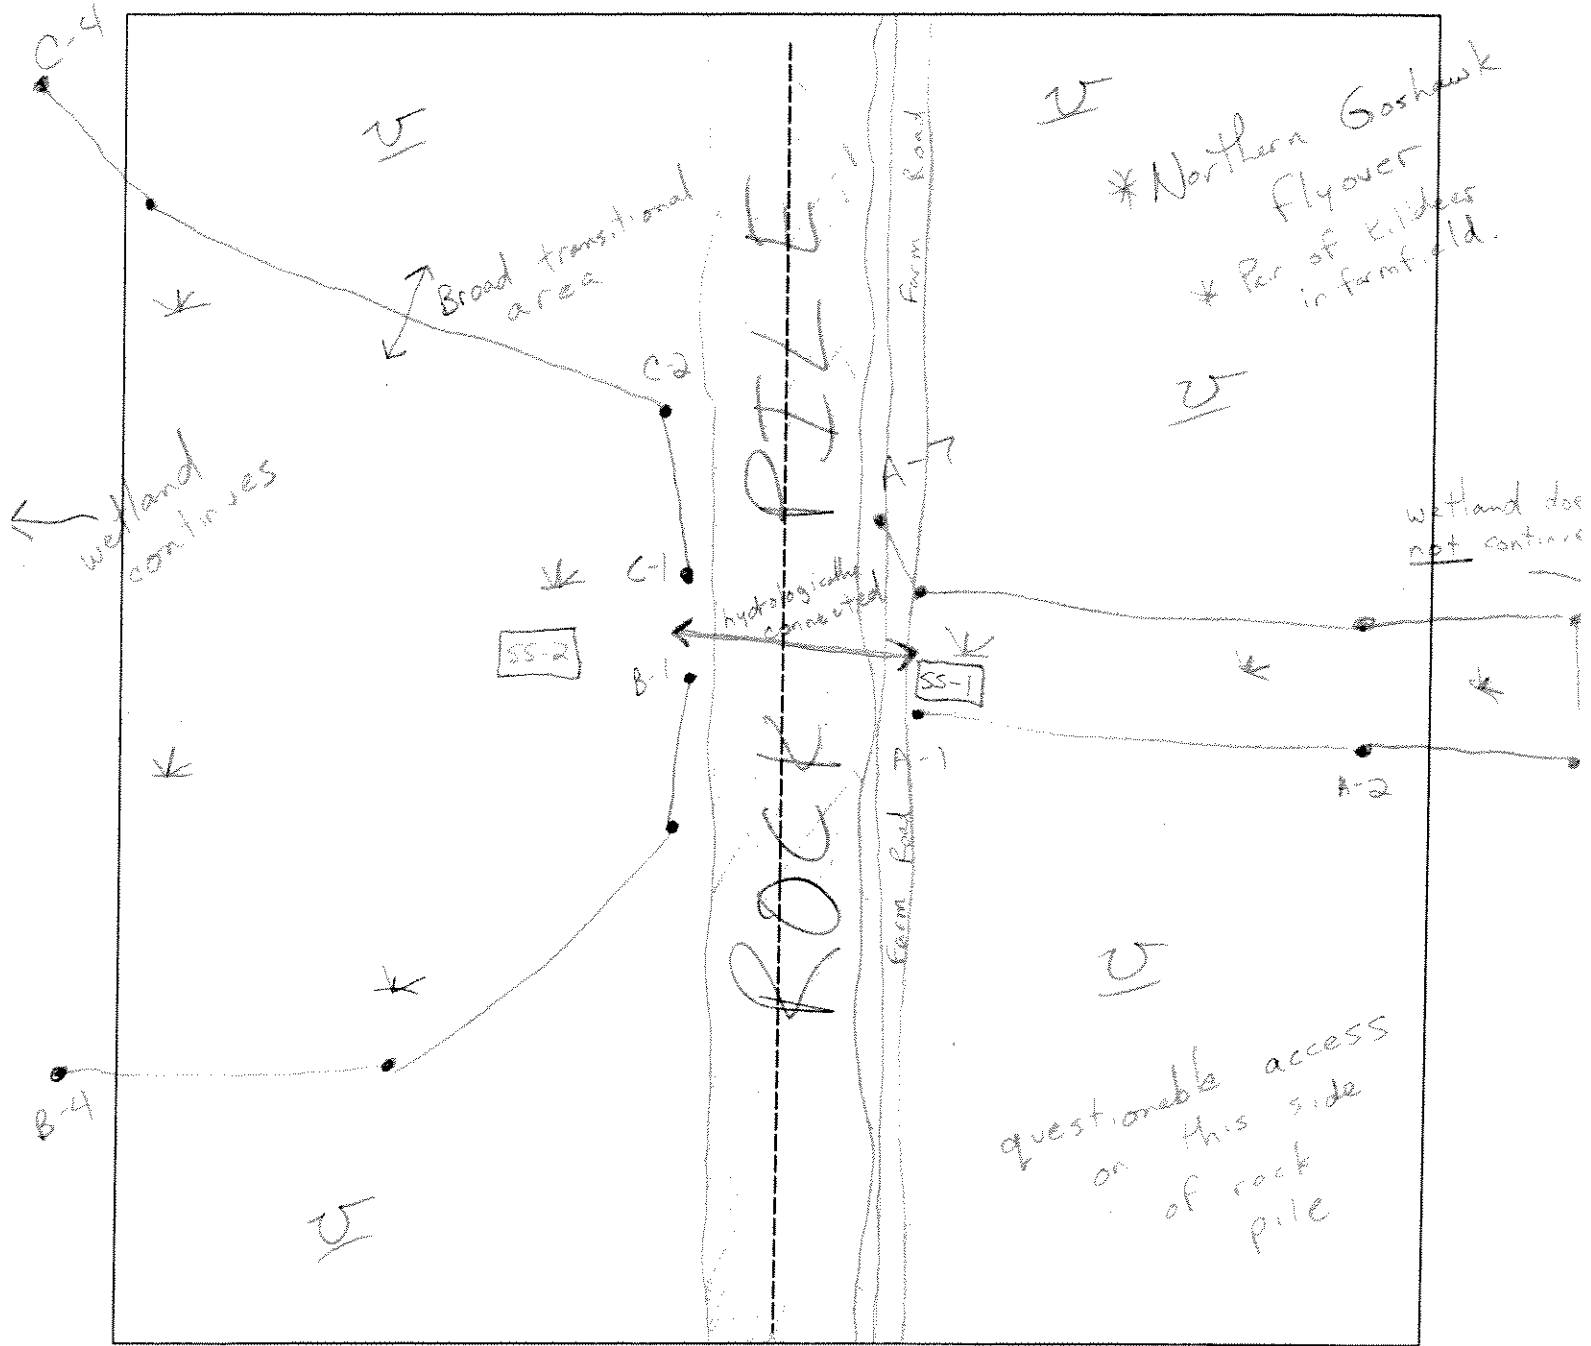 C-4
U
U
* Northern Goshawk
flyover
* Pair of Killdeer
in farmfield.
Broad transitional
area
Farm Road
C-2
U
A-7
wetland
continues
wetland does
not continue
C-1
hydrologically
connected
SS-2
B-1
SS-1
A-1
A-2
ROCK PILE
Farm Road
U
B-4
questionable access
on this side
of rock
pile
U